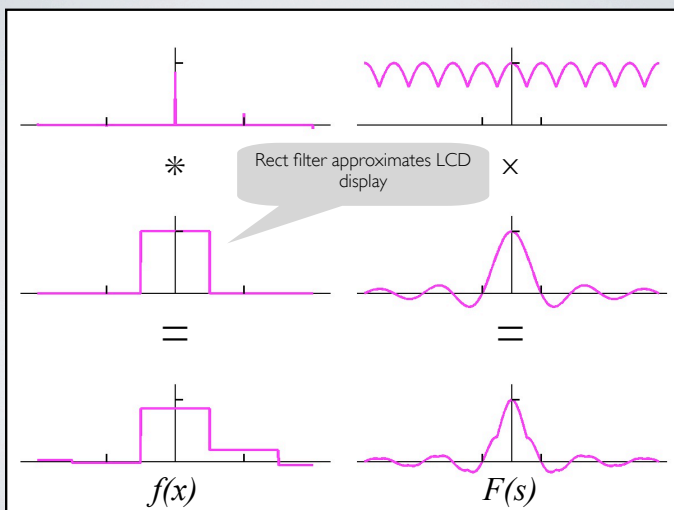 * ×
Rect filter approximates LCD
display
= =
f(x) F(s)